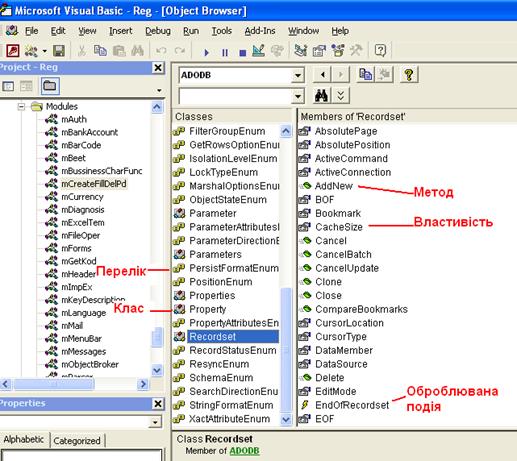 Microsoft Visual Basic - Reg - [Object Browser]
File Edit View Insert Debug Run Tools Add-Ins Window Help
Project - Reg
Modules
mAuth
mBankAccount
mBarCode
mBeet
mBussinessCharFunc
mCreateFillDelPd
mCurrency
mDiagnosis
mExcelTem
mFileOper
mForms
mGetKod
mHeader
mImpEx
mKeyDescription
mLanguage
mMail
mMenuBar
mMessages
mObjectBroker
Properties
Alphabetic Categorized
ADODB
Classes
FilterGroupEnum
GetRowsOptionEnum
IsolationLevelEnum
LockTypeEnum
MarshalOptionsEnum
ObjectStateEnum
Parameter
ParameterAttributesI
ParameterDirectionE
Parameters
PersistFormatEnum
PositionEnum
Properties
Property
PropertyAttributesEn
Recordset
RecordStatusEnum
ResyncEnum
SchemaEnum
SearchDirectionEnu
StringFormatEnum
XactAttributeEnum
Members of 'Recordset'
AbsolutePage
AbsolutePosition
ActiveCommand
ActiveConnection
AddNew
BOF
Bookmark
CacheSize
Cancel
CancelBatch
CancelUpdate
Clone
Close
CompareBookmarks
CursorLocation
CursorType
DataMember
DataSource
Delete
EditMode
EndOfRecordset
EOF
Метод
Властивість
Перелік
Клас
Оброблювана
подія
Class Recordset
Member of ADODB